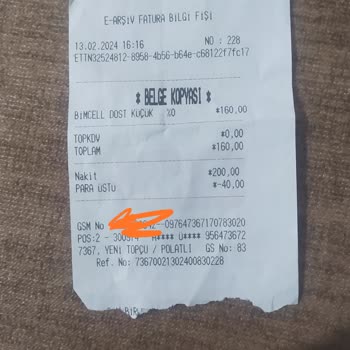 E-ARŞİV FATURA BİLGİ FİŞİ
13.02.2024 16:16 NO : 228
ETTN32524812-8958-4b56-b64e-c68122f7fc17
* BELGE KOPYASI *
BİMCELL DOST KÜÇÜK %0 *160,00
TOPKDV *0,00
TOPLAM *160,00
Nakit *200,00
PARA ÜSTÜ *-40,00
GSM No 097647367170783020
POS:2 - Ü**** 956473672
7367, YENİ TOPÇU / POLATLI GS No: 83
Ref. No: 73670021302400830228